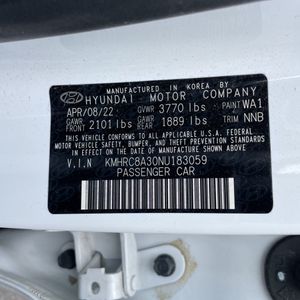 MANUFACTURED IN KOREA BY
HYUNDAI MOTOR COMPANY
APR/08/22 GVWR 3770 lbs PAINT WA1
GAWR FRONT 2101 lbs GAWR REAR 1889 lbs TRIM NNB
THIS VEHICLE CONFORMS TO ALL APPLICABLE
U.S.A. FEDERAL MOTOR VEHICLE SAFETY, BUMPER,
AND THEFT PREVENTION STANDARDS IN EFFECT ON
THE DATE OF MANUFACTURE SHOWN ABOVE.
V.I.N KMHRC8A30NU183059
PASSENGER CAR